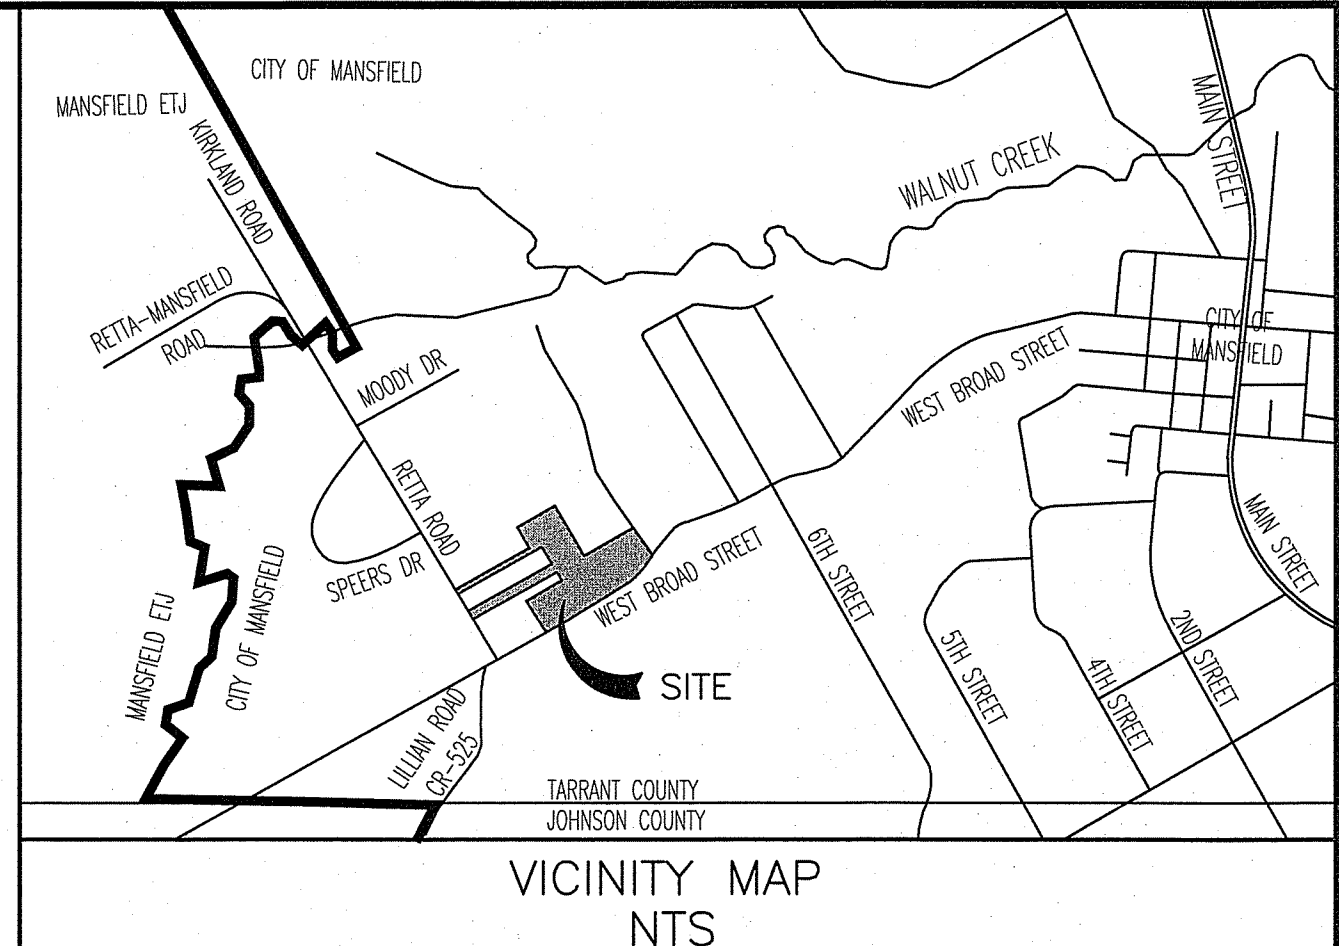 CITY OF MANSFIELD
MANSFIELD ETJ
KIRKLAND ROAD
MAIN STREET
WALNUT CREEK
RETTA-MANSFIELD
ROAD
CITY OF
MANSFIELD
MOODY DR
WEST BROAD STREET
RETTA ROAD
SPEERS DR
WEST BROAD STREET
6TH STREET
MAIN STREET
MANSFIELD ETJ
CITY OF MANSFIELD
5TH STREET
4TH STREET
2ND STREET
SITE
LILLIAN ROAD
CR-525
TARRANT COUNTY
JOHNSON COUNTY
VICINITY MAP
NTS